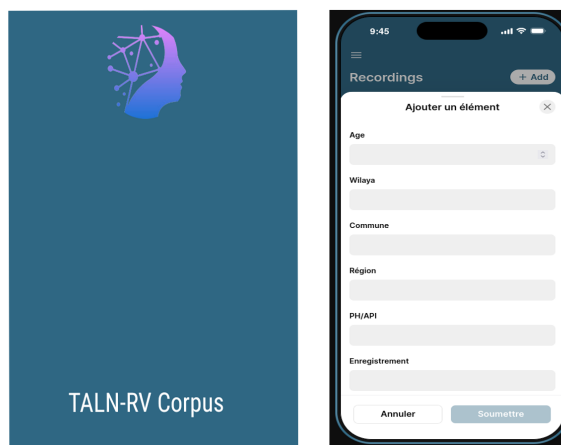 TALN-RV Corpus
9:45
Recordings
+ Add
Ajouter un élément
Age
Wilaya
Commune
Région
PH/API
Enregistrement
Annuler
Soumettre